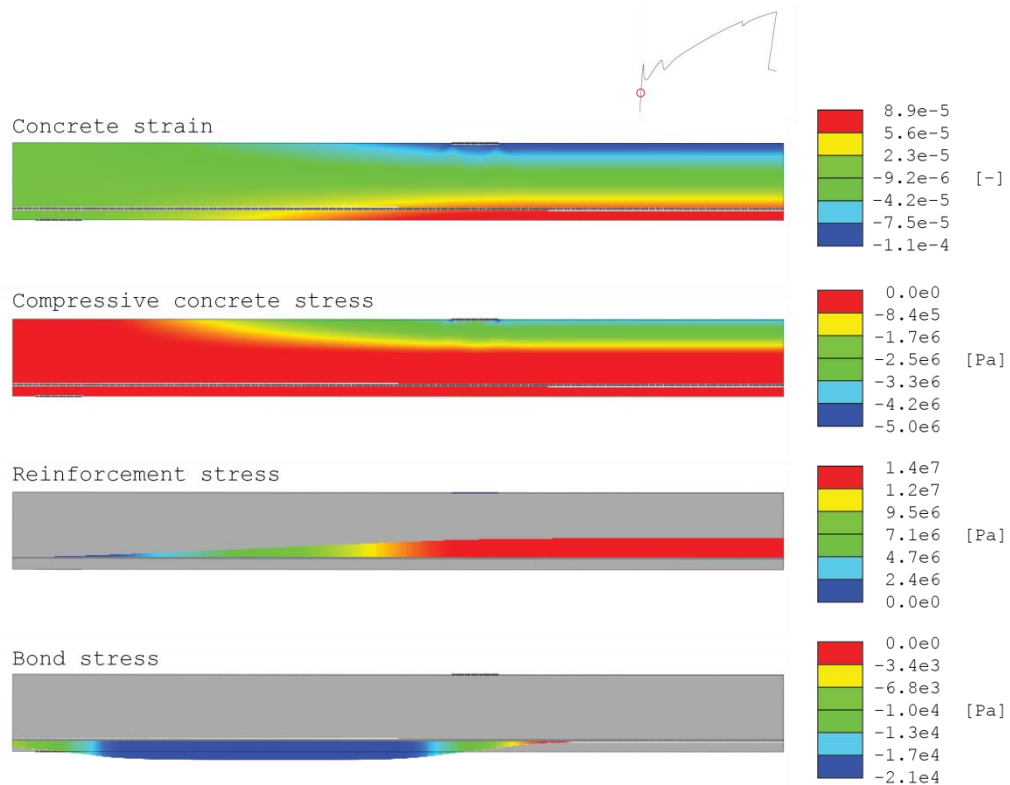 Concrete strain
8.9e-5
5.6e-5
2.3e-5
-9.2e-6 [-]
-4.2e-5
-7.5e-5
-1.1e-4
Compressive concrete stress
0.0e0
-8.4e5
-1.7e6
-2.5e6 [Pa]
-3.3e6
-4.2e6
-5.0e6
Reinforcement stress
1.4e7
1.2e7
9.5e6
7.1e6 [Pa]
4.7e6
2.4e6
0.0e0
Bond stress
0.0e0
-3.4e3
-6.8e3
-1.0e4 [Pa]
-1.3e4
-1.7e4
-2.1e4